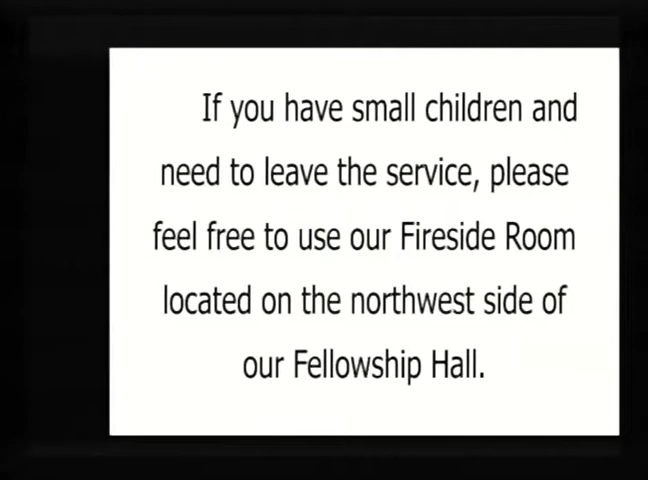 If you have small children and
need to leave the service, please
feel free to use our Fireside Room
located on the northwest side of
our Fellowship Hall.